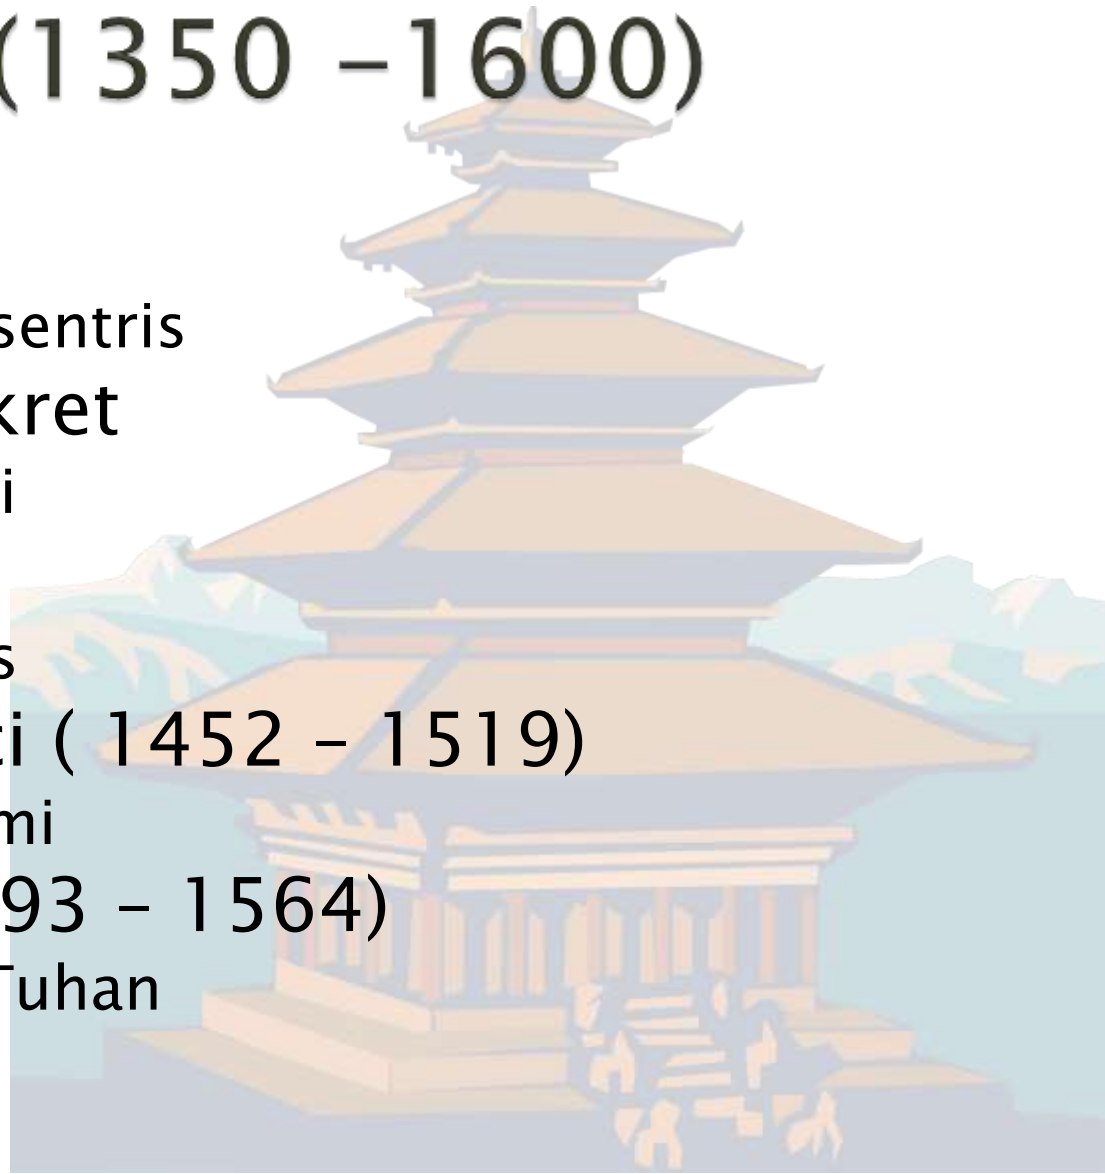 (1350 –1600)
sentris
kret
i
s
i ( 1452 – 1519)
mi
93 – 1564)
Tuhan